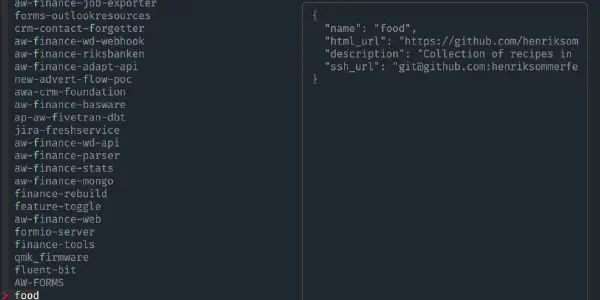 aw-finance-job-exporter
forms-outlookresources
crm-contact-forgetter
aw-finance-wd-webhook
aw-finance-riksbanken
aw-finance-adapt-api
new-advert-flow-poc
awa-crm-foundation
aw-finance-basware
ap-aw-fivetran-dbt
jira-freshservice
aw-finance-wd-api
aw-finance-parser
aw-finance-stats
aw-finance-mongo
finance-rebuild
feature-toggle
aw-finance-web
formio-server
finance-tools
qmk_firmware
fluent-bit
AW-FORMS
> food
{
"name": "food",
"html_url": "https://github.com/henriksom
"description": "Collection of recipes in
"ssh_url": "git@github.com:henriksommerfe
}